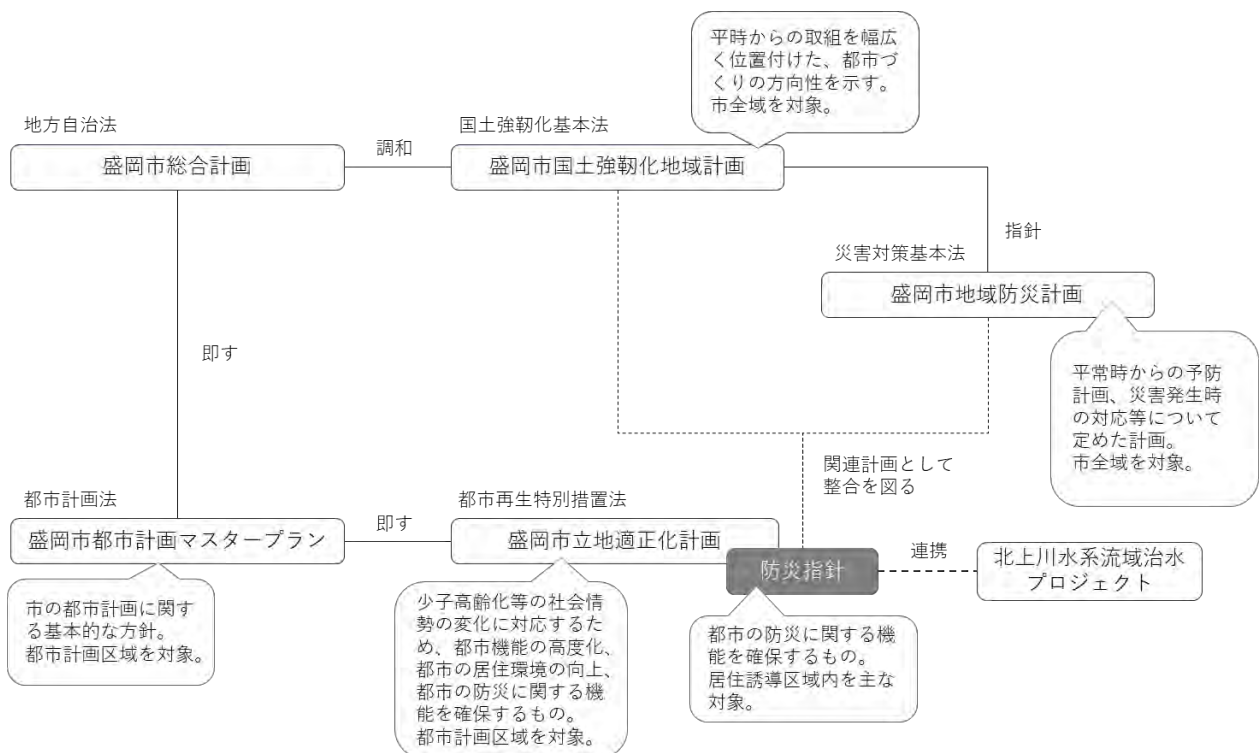 平時からの取組を幅広
く位置付けた、都市づ
くりの方向性を示す。
市全域を対象。
地方自治法
国土強靱化基本法
盛岡市総合計画
調和
盛岡市国土強靱化地域計画
指針
災害対策基本法
盛岡市地域防災計画
即す
平常時からの予防
計画、災害発生時
の対応等について
定めた計画。
市全域を対象。
関連計画として
整合を図る
都市計画法
都市再生特別措置法
盛岡市都市計画マスタープラン
即す
盛岡市立地適正化計画
防災指針
連携
北上川水系流域治水
プロジェクト
市の都市計画に関す
る基本的な方針。
都市計画区域を対象。
少子高齢化等の社会情
勢の変化に対応するた
め、都市機能の高度化、
都市の居住環境の向上、
都市の防災に関する機
能を確保するもの。
都市計画区域を対象。
都市の防災に関する機
能を確保するもの。
居住誘導区域内を主な
対象。